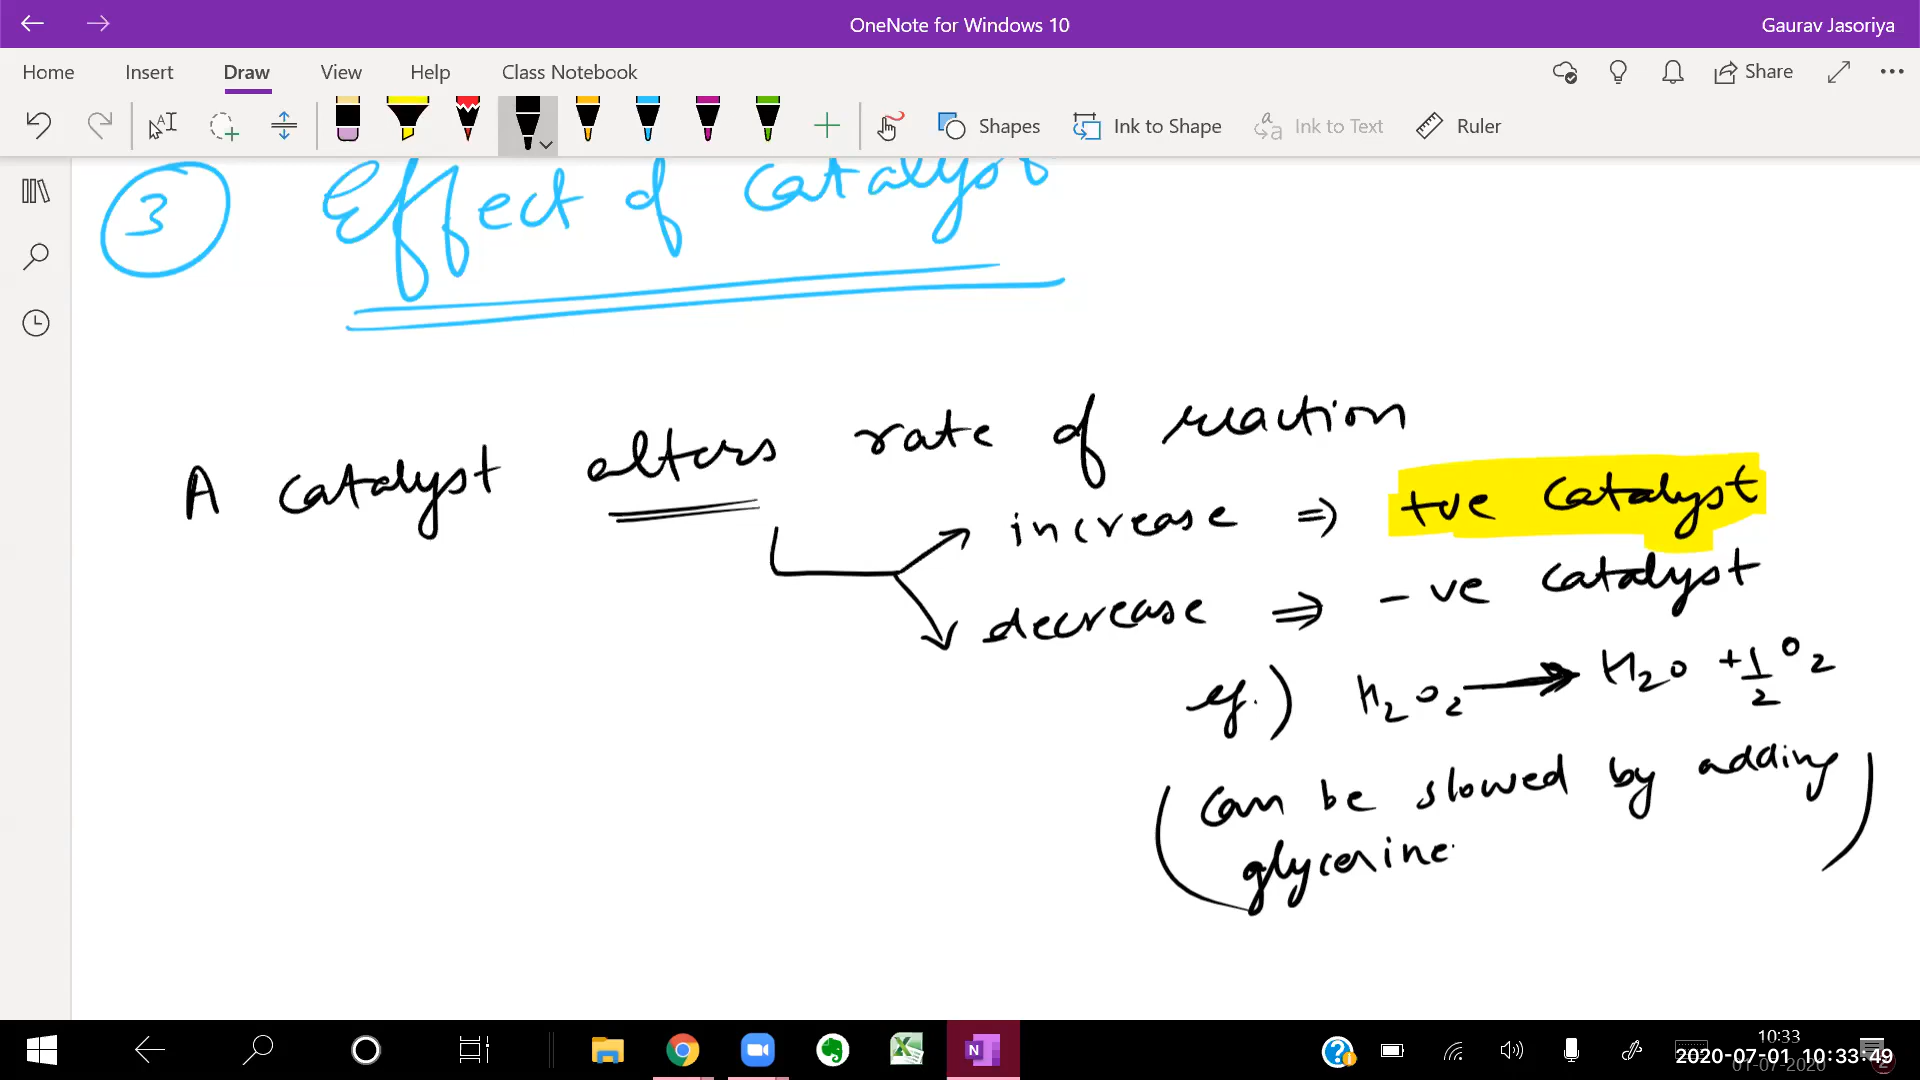 OneNote for Windows 10
Gaurav Jasoriya
Home Insert Draw View Help Class Notebook Share
Shapes Ink to Shape Ink to Text Ruler
3 Effect of Catalyst
A catalyst alters rate of reaction
increase ⇒ +ve catalyst
decrease ⇒ -ve catalyst
eg.) H₂O₂ → H₂O + 1/2 O₂
(can be slowed by adding
glycerine)
10:33
2020-07-01 10:33:49
01-07-2020